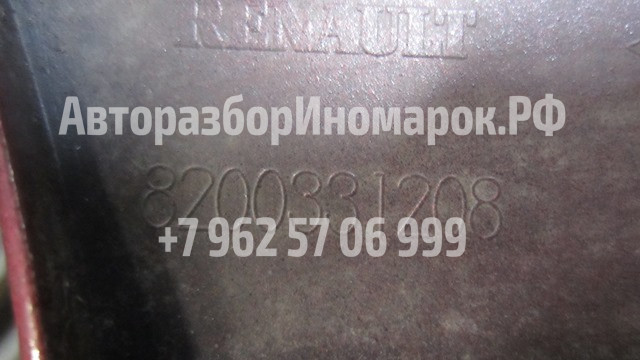 RENAULT
АвторазборИномарок.РФ
8200331208
+7 962 57 06 999